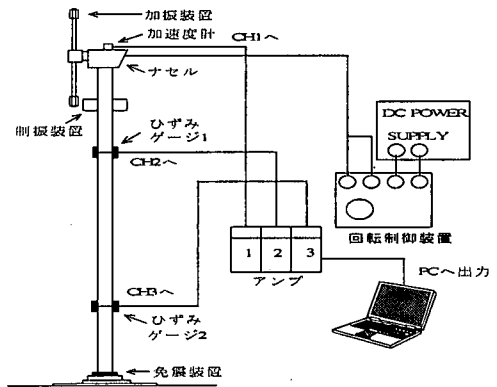 加振装置
加速度計
CH1へ
ナセル
DC POWER
SUPPLY
制振装置
ひずみ
ゲージ1
CH2へ
回転制御装置
1 2 3
アンプ
PCへ出力
CH3へ
ひずみ
ゲージ2
免震装置